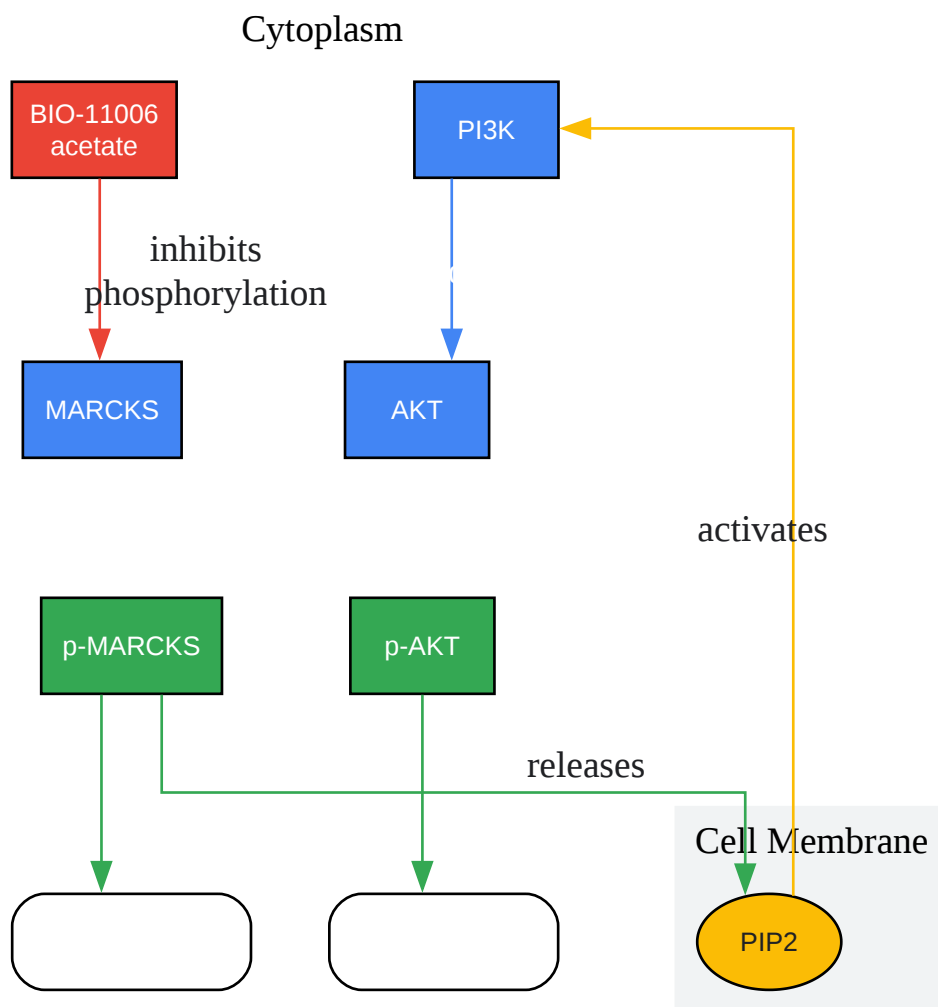 Cytoplasm
BIO-11006
acetate
PI3K
inhibits
phosphorylation
MARCKS
AKT
activates
p-MARCKS
p-AKT
releases
Cell Membrane
PIP2